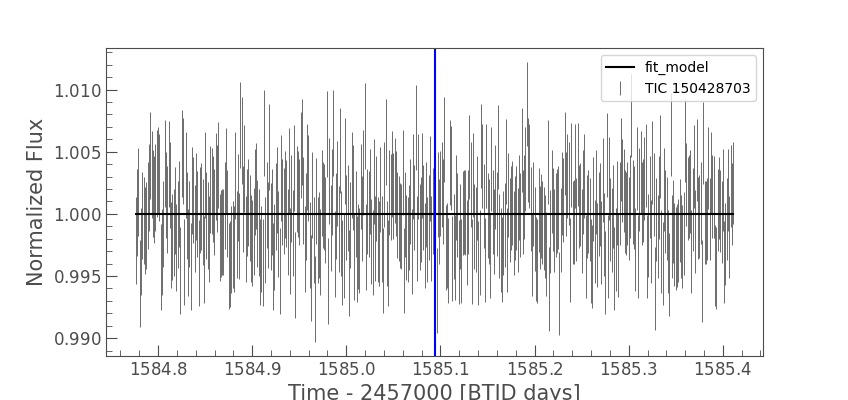 fit_model
TIC 150428703
Normalized Flux
1.010
1.005
1.000
0.995
0.990
1584.8 1584.9 1585.0 1585.1 1585.2 1585.3 1585.4
Time - 2457000 [BTJD days]